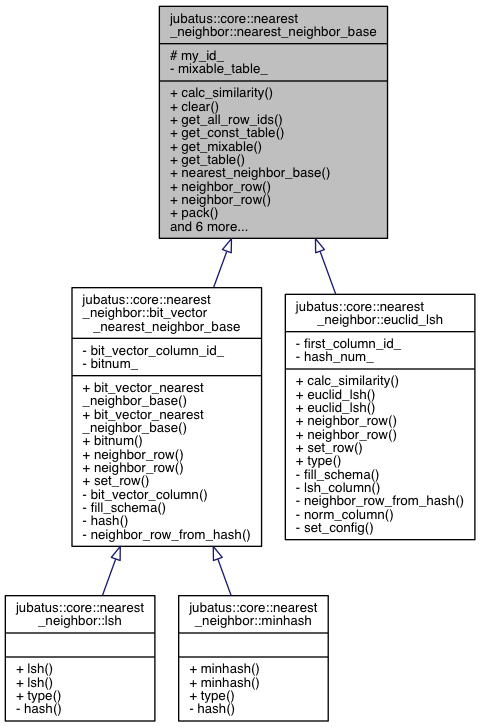 jubatus::core::nearest
_neighbor::nearest_neighbor_base
# my_id_
- mixable_table_
+ calc_similarity()
+ clear()
+ get_all_row_ids()
+ get_const_table()
+ get_mixable()
+ get_table()
+ nearest_neighbor_base()
+ neighbor_row()
+ neighbor_row()
+ pack()
and 6 more...
jubatus::core::nearest
_neighbor::bit_vector
_nearest_neighbor_base
- bit_vector_column_id_
- bitnum_
+ bit_vector_nearest
_neighbor_base()
+ bit_vector_nearest
_neighbor_base()
+ bitnum()
+ neighbor_row()
+ neighbor_row()
+ set_row()
- bit_vector_column()
- fill_schema()
- hash()
- neighbor_row_from_hash()
jubatus::core::nearest
_neighbor::euclid_lsh
- first_column_id_
- hash_num_
+ calc_similarity()
+ euclid_lsh()
+ euclid_lsh()
+ neighbor_row()
+ neighbor_row()
+ set_row()
+ type()
- fill_schema()
- lsh_column()
- neighbor_row_from_hash()
- norm_column()
- set_config()
jubatus::core::nearest
_neighbor::lsh
+ lsh()
+ lsh()
+ type()
- hash()
jubatus::core::nearest
_neighbor::minhash
+ minhash()
+ minhash()
+ type()
- hash()